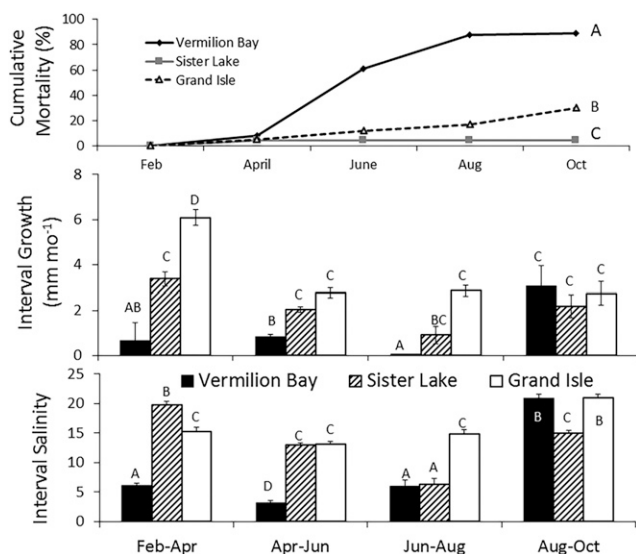 Cumulative
Mortality (%)
100
80
60
40
20
0
Vermilion Bay
Sister Lake
Grand Isle
A
B
C
Feb
April
June
Aug
Oct
Interval Growth
(mm mo⁻¹)
6
4
2
0
AB
C
D
B
C
C
A
BC
C
C
C
C
Interval Salinity
25
20
15
10
5
0
Vermilion Bay
Sister Lake
Grand Isle
A
B
C
D
C
C
A
A
C
B
C
B
Feb-Apr
Apr-Jun
Jun-Aug
Aug-Oct